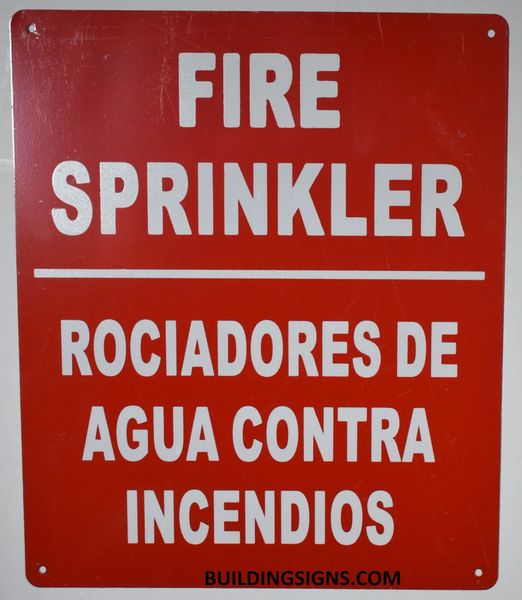 FIRE
SPRINKLER
ROCIADORES DE
AGUA CONTRA
INCENDIOS
BUILDINGSIGNS.COM